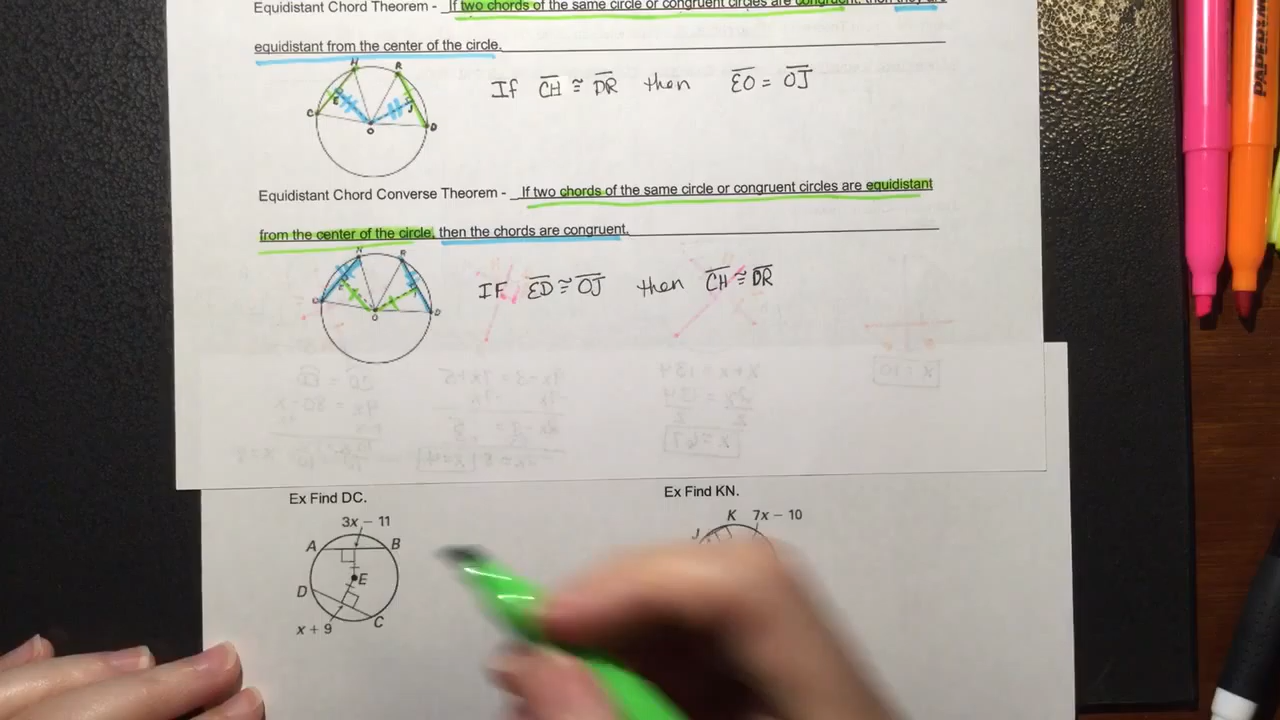 Equidistant Chord Theorem - If two chords of the same circle or congruent circles are congruent, then they are
equidistant from the center of the circle.
H R
E J
C O D
If CH ≅ DR then EO = OJ
Equidistant Chord Converse Theorem - If two chords of the same circle or congruent circles are equidistant
from the center of the circle, then the chords are congruent.
IF ED ≅ OJ then CH ≅ DR
O
D
Ex Find DC.
3x - 11
A B
E
D
C
x + 9
Ex Find KN.
K 7x - 10
J